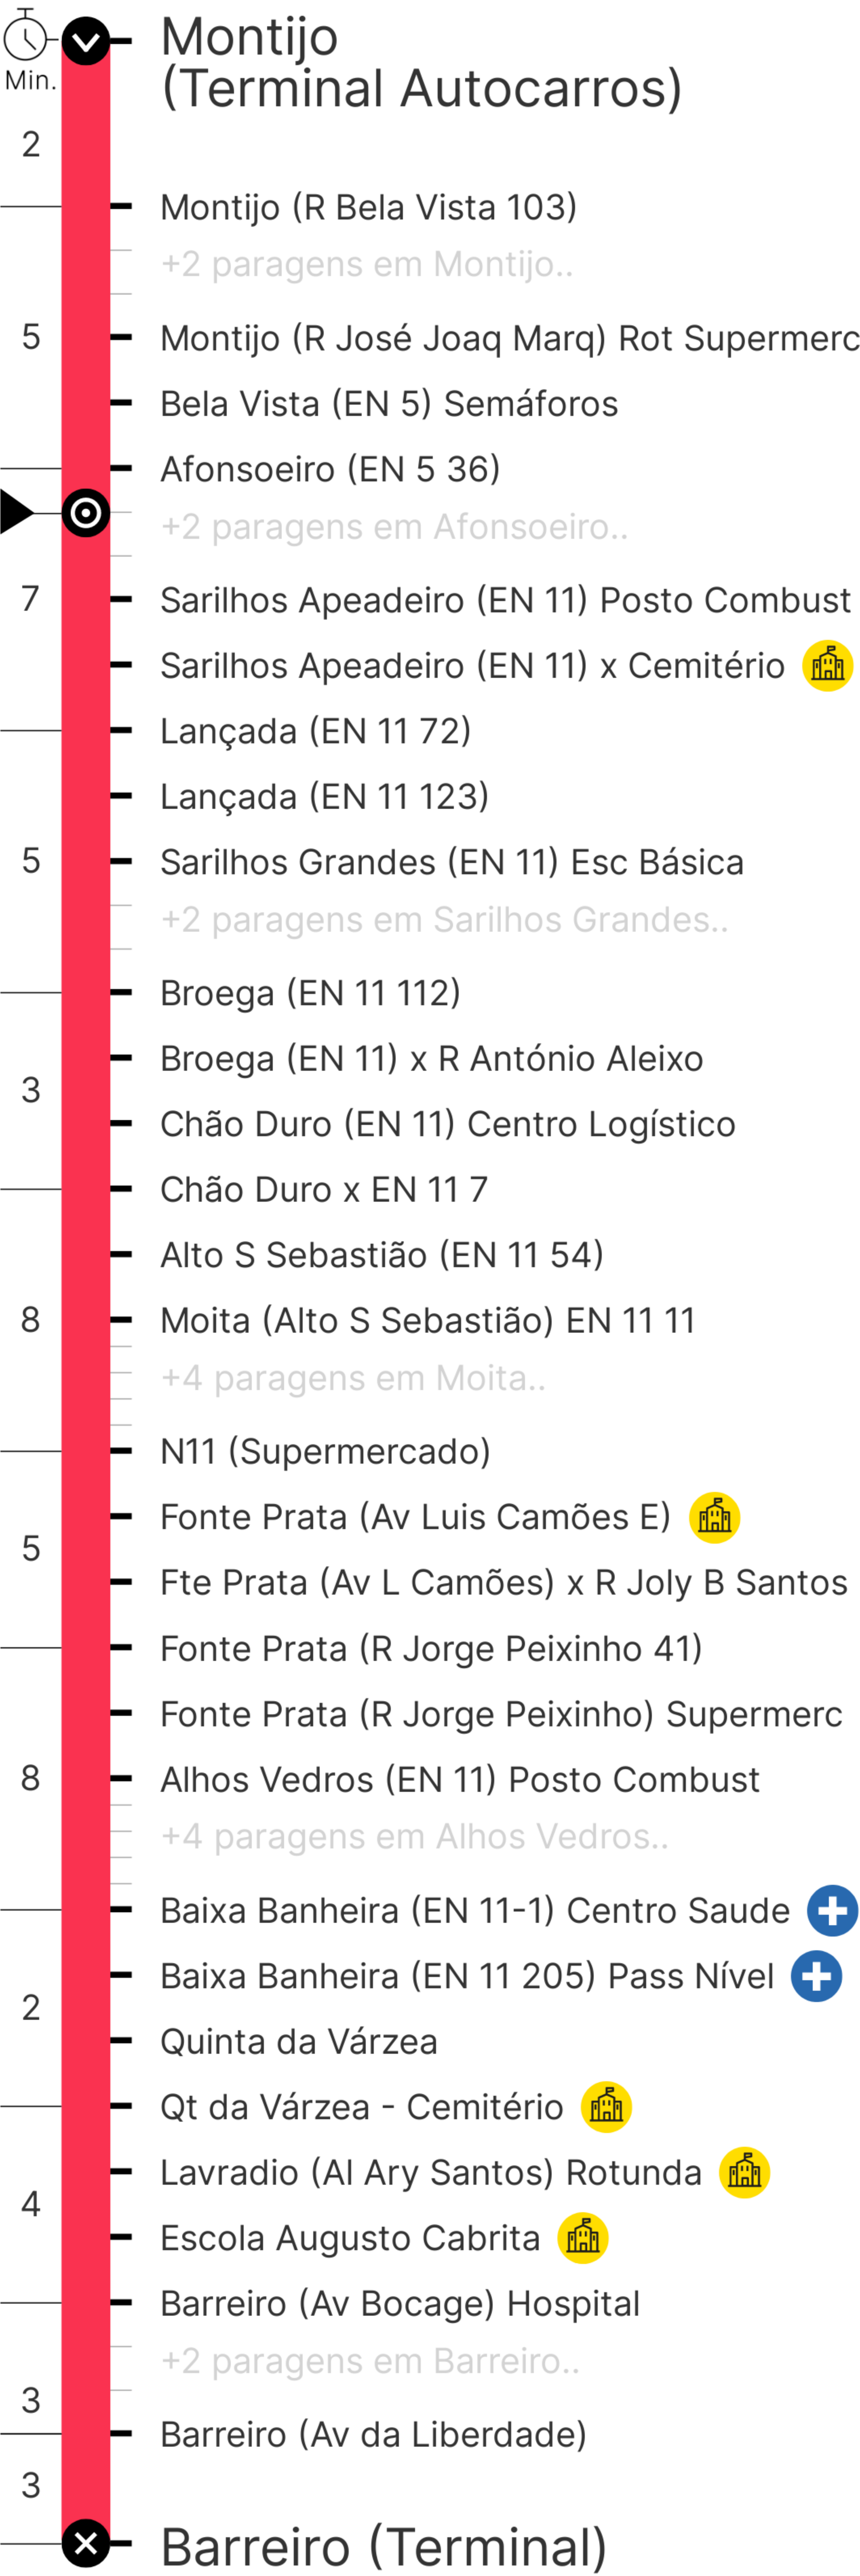 Montijo
(Terminal Autocarros)
Min.
2
Montijo (R Bela Vista 103)
+2 paragens em Montijo..
5
Montijo (R José Joaq Marq) Rot Supermerc
Bela Vista (EN 5) Semáforos
Afonsoeiro (EN 5 36)
+2 paragens em Afonsoeiro..
7
Sarilhos Apeadeiro (EN 11) Posto Combust
Sarilhos Apeadeiro (EN 11) x Cemitério
Lançada (EN 11 72)
Lançada (EN 11 123)
5
Sarilhos Grandes (EN 11) Esc Básica
+2 paragens em Sarilhos Grandes..
Broega (EN 11 112)
Broega (EN 11) x R António Aleixo
3
Chão Duro (EN 11) Centro Logístico
Chão Duro x EN 11 7
Alto S Sebastião (EN 11 54)
8
Moita (Alto S Sebastião) EN 11 11
+4 paragens em Moita..
N11 (Supermercado)
Fonte Prata (Av Luis Camões E)
5
Fte Prata (Av L Camões) x R Joly B Santos
Fonte Prata (R Jorge Peixinho 41)
Fonte Prata (R Jorge Peixinho) Supermerc
8
Alhos Vedros (EN 11) Posto Combust
+4 paragens em Alhos Vedros..
Baixa Banheira (EN 11-1) Centro Saude
Baixa Banheira (EN 11 205) Pass Nível
2
Quinta da Várzea
Qt da Várzea - Cemitério
Lavradio (Al Ary Santos) Rotunda
4
Escola Augusto Cabrita
Barreiro (Av Bocage) Hospital
+2 paragens em Barreiro..
3
Barreiro (Av da Liberdade)
3
Barreiro (Terminal)